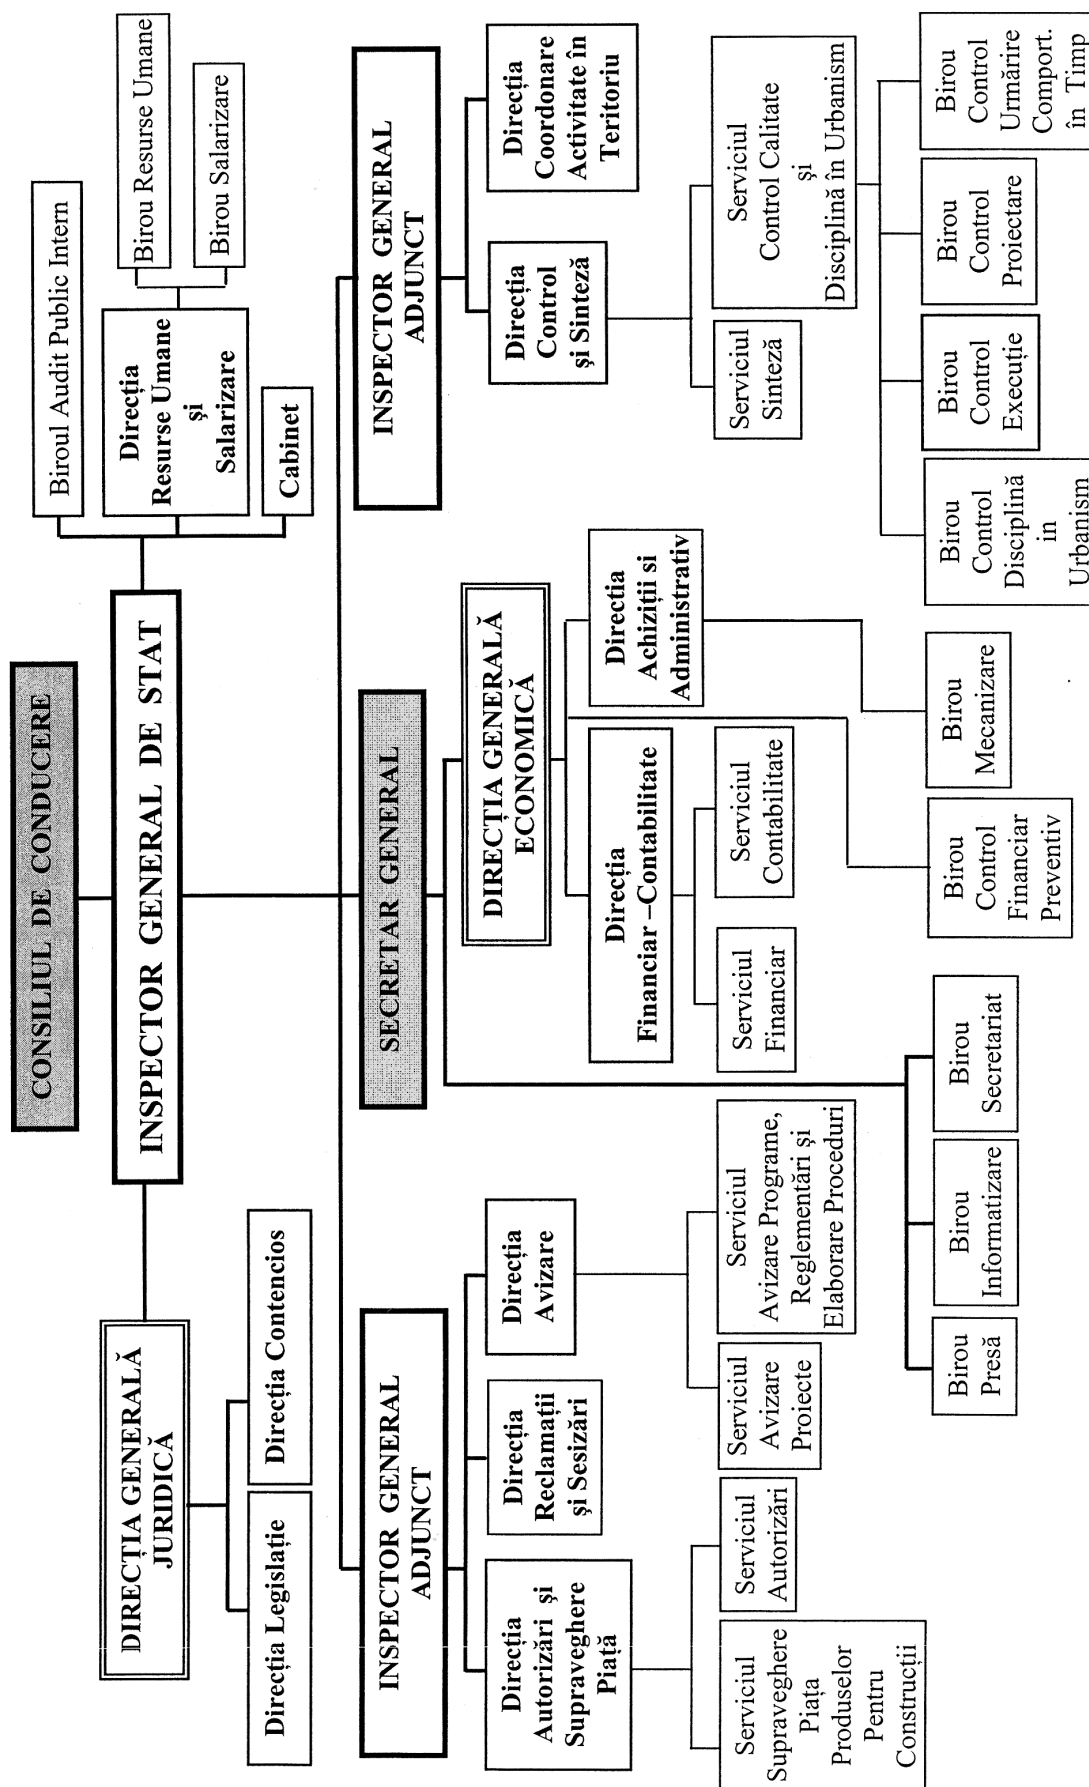 CONSILIUL DE CONDUCERE
INSPECTOR GENERAL DE STAT
DIRECȚIA GENERALĂ
JURIDICĂ
Direcția Legislație
Direcția Contencios
Biroul Audit Public Intern
Direcția
Resurse Umane
și
Salarizare
Birou Resurse Umane
Birou Salarizare
Cabinet
INSPECTOR GENERAL
ADJUNCT
SECRETAR GENERAL
INSPECTOR GENERAL
ADJUNCT
Direcția
Autorizări și
Supraveghere
Piață
Direcția
Reclamații
și Sesizări
Direcția
Avizare
DIRECȚIA GENERALĂ
ECONOMICĂ
Direcția
Control
și Sinteză
Direcția
Coordonare
Activitate în
Teritoriu
Direcția
Financiar –Contabilitate
Directia
Achiziții si
Administrativ
Serviciul
Supraveghere
Piața
Produselor
Pentru
Construcții
Serviciul
Autorizări
Serviciul
Avizare
Proiecte
Serviciul
Avizare Programe,
Reglementări și
Elaborare Proceduri
Serviciul
Financiar
Serviciul
Contabilitate
Serviciul
Sinteză
Serviciul
Control Calitate
și
Disciplină în Urbanism
Birou
Presă
Birou
Informatizare
Birou
Secretariat
Birou
Control
Financiar
Preventiv
Birou
Mecanizare
Birou
Control
Disciplină
in
Urbanism
Birou
Control
Execuție
Birou
Control
Proiectare
Birou
Control
Urmărire
Comport.
în Timp